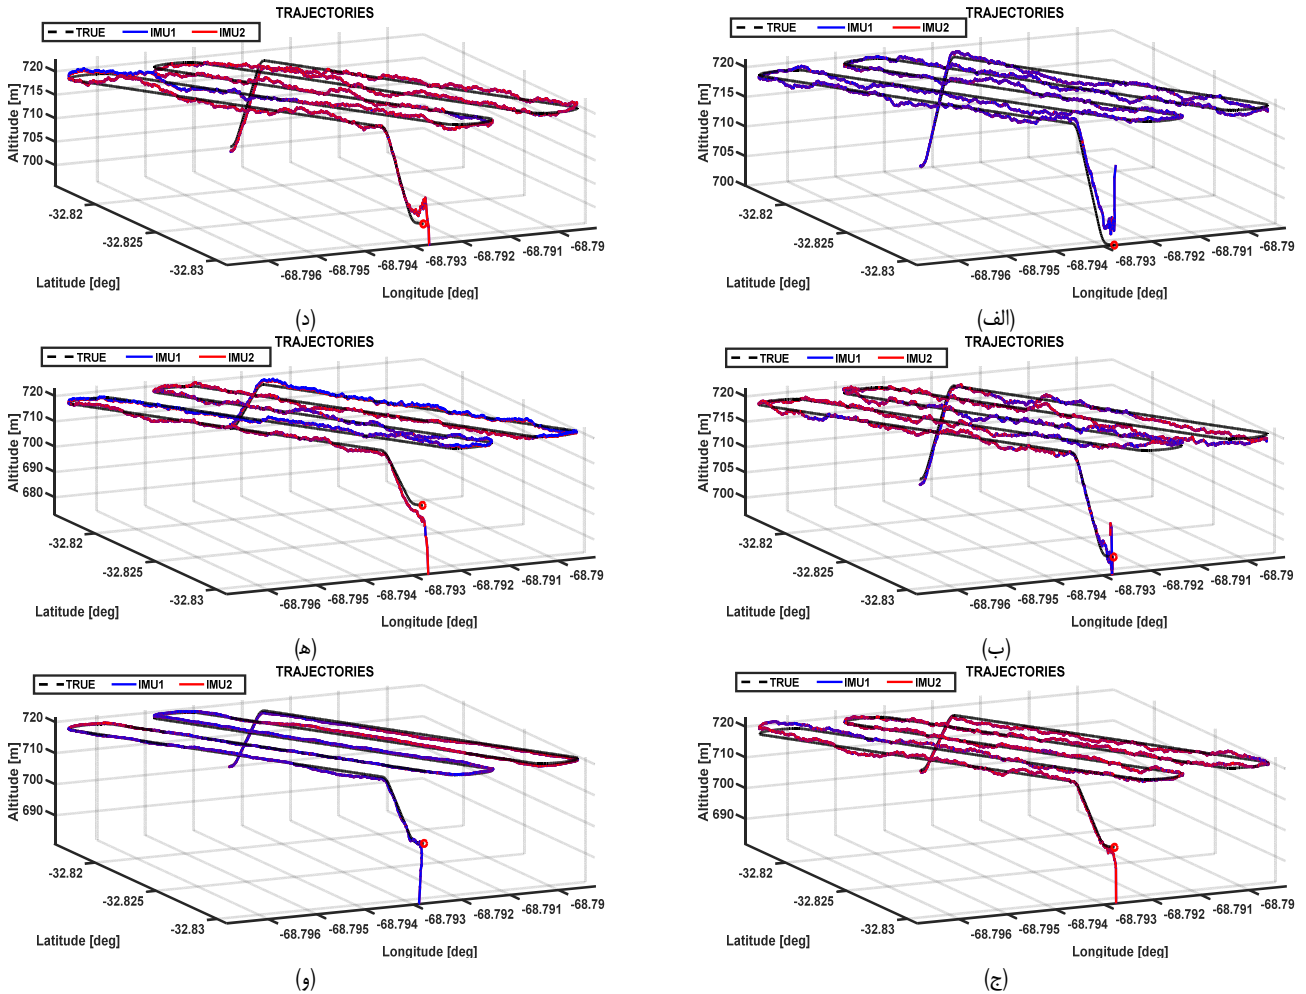 TRAJECTORIES
TRUE IMU1 IMU2
Altitude [m]
720
715
710
705
700
-32.82
-32.825
-32.83
Latitude [deg]
-68.796 -68.795 -68.794 -68.793 -68.792 -68.791 -68.79
Longitude [deg]
(د)
TRAJECTORIES
TRUE IMU1 IMU2
Altitude [m]
720
715
710
705
700
-32.82
-32.825
-32.83
Latitude [deg]
-68.796 -68.795 -68.794 -68.793 -68.792 -68.791 -68.79
Longitude [deg]
(الف)
TRAJECTORIES
TRUE IMU1 IMU2
Altitude [m]
720
710
700
690
680
-32.82
-32.825
-32.83
Latitude [deg]
-68.796 -68.795 -68.794 -68.793 -68.792 -68.791 -68.79
Longitude [deg]
(ه)
TRAJECTORIES
TRUE IMU1 IMU2
Altitude [m]
720
715
710
705
700
-32.82
-32.825
-32.83
Latitude [deg]
-68.796 -68.795 -68.794 -68.793 -68.792 -68.791 -68.79
Longitude [deg]
(ب)
TRAJECTORIES
TRUE IMU1 IMU2
Altitude [m]
720
710
700
690
-32.82
-32.825
-32.83
Latitude [deg]
-68.796 -68.795 -68.794 -68.793 -68.792 -68.791 -68.79
Longitude [deg]
(و)
TRAJECTORIES
TRUE IMU1 IMU2
Altitude [m]
720
710
700
690
-32.82
-32.825
-32.83
Latitude [deg]
-68.796 -68.795 -68.794 -68.793 -68.792 -68.791 -68.79
Longitude [deg]
(ج)